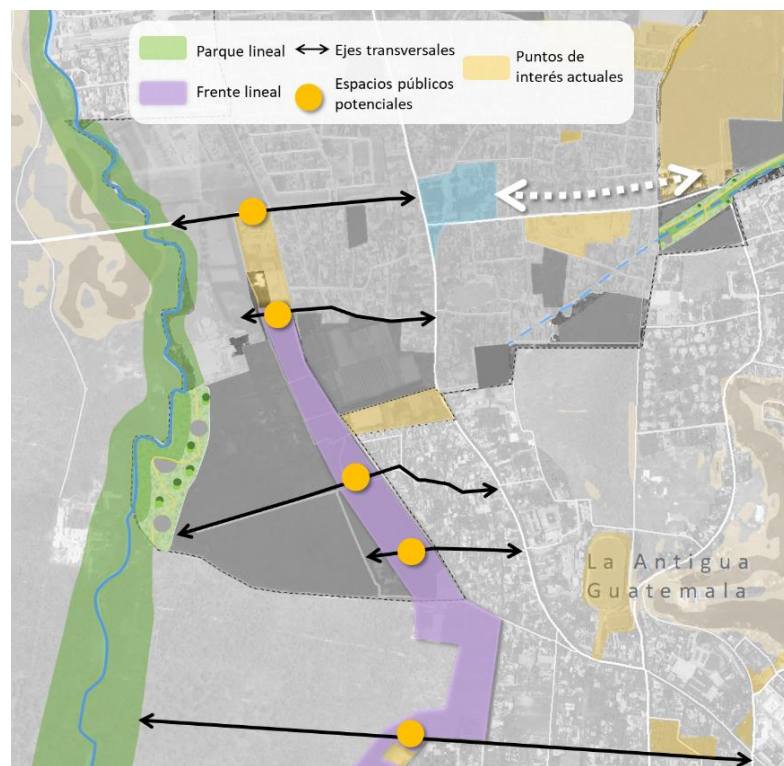 Parque lineal
Ejes transversales
Puntos de
interés actuales
Frente lineal
Espacios públicos
potenciales
La Antigua
Guatemala